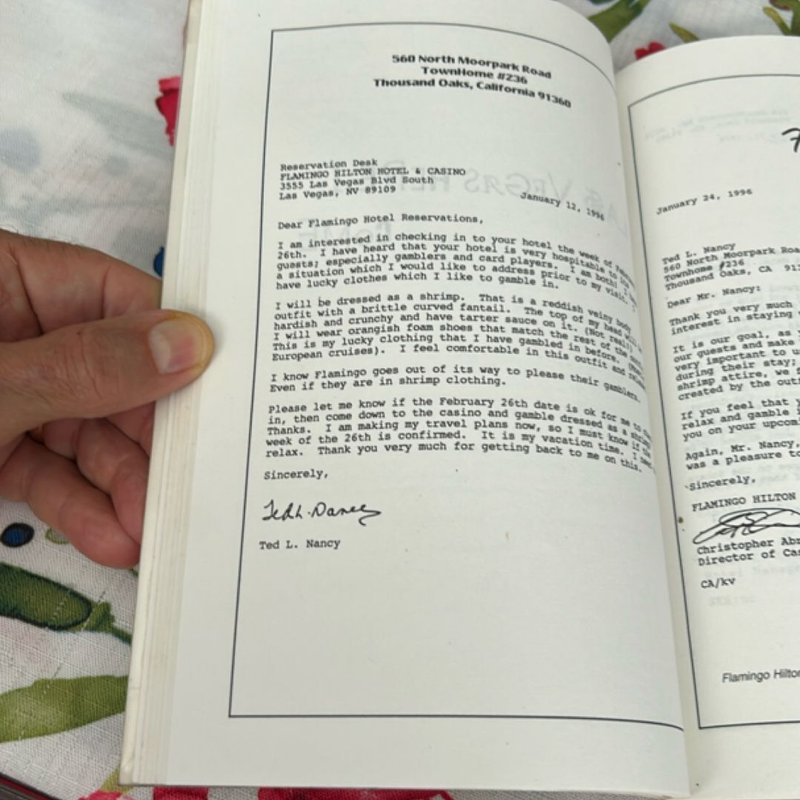 560 North Moorpark Road
TownHome #236
Thousand Oaks, California 91360
Reservation Desk
FLAMINGO HILTON HOTEL & CASINO
3555 Las Vegas Blvd South
Las Vegas, NV 89109
January 12, 1996
Dear Flamingo Hotel Reservations,
I am interested in checking in to your hotel the week of
26th. I have heard that your hotel is very hospitable to
guests; especially gamblers and card players. I am both!
a situation which I would like to address prior to my visit.
have lucky clothes which I like to gamble in.
I will be dressed as a shrimp. That is a reddish veiny body
outfit with a brittle curved fantail. The top of my head
hardish and crunchy and have tarter sauce on it. (Not real)
I will wear orangish foam shoes that match the rest of the
This is my lucky clothing that I have gambled in before.
European cruises). I feel comfortable in this outfit and
I know Flamingo goes out of its way to please their gamblers.
Even if they are in shrimp clothing.
Please let me know if the February 26th date is ok for me to
in, then come down to the casino and gamble dressed as a
Thanks. I am making my travel plans now, so I must know if
week of the 26th is confirmed. It is my vacation time. I
relax. Thank you very much for getting back to me on this.
Sincerely,
Ted L. Nancy
Ted L. Nancy
January 24, 1996
Ted L. Nancy
560 North Moorpark
Townhome #236
Thousand Oaks, CA
Dear Mr. Nancy:
Thank you very much
interest in staying
It is our goal, as
our guests and make
very important to
during their stay;
shrimp attire, we
created by the
If you feel that
relax and gamble
you on your
Again, Mr. Nancy,
was a pleasure
Sincerely,
FLAMINGO HILTON
Christopher
Director of
CA/kv
Flamingo